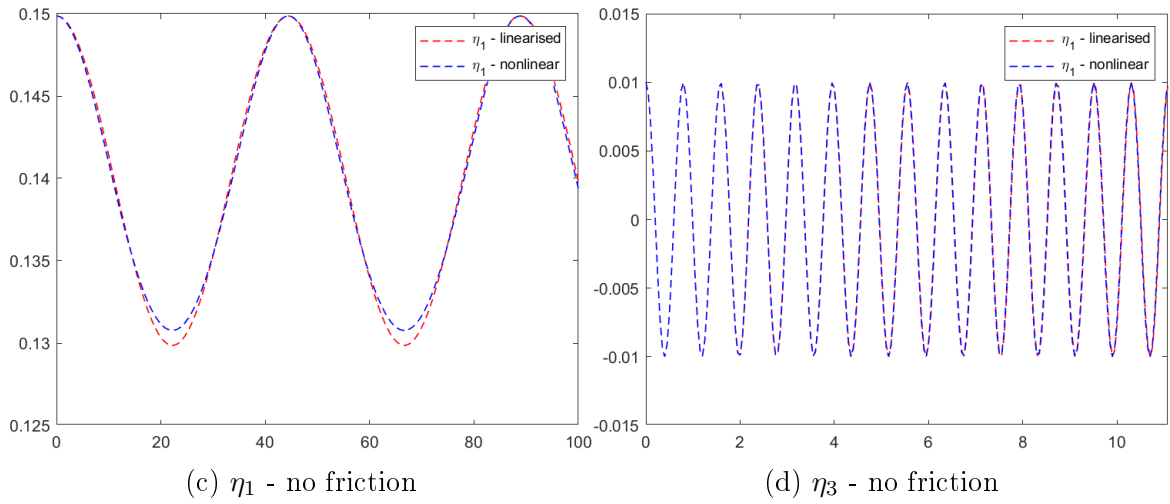 0.15
0.145
0.14
0.135
0.13
0.125
0 20 40 60 80 100
η1 - linearised
η1 - nonlinear
(c) η1 - no friction
0.015
0.01
0.005
0
-0.005
-0.01
-0.015
0 2 4 6 8 10
η1 - linearised
η1 - nonlinear
(d) η3 - no friction